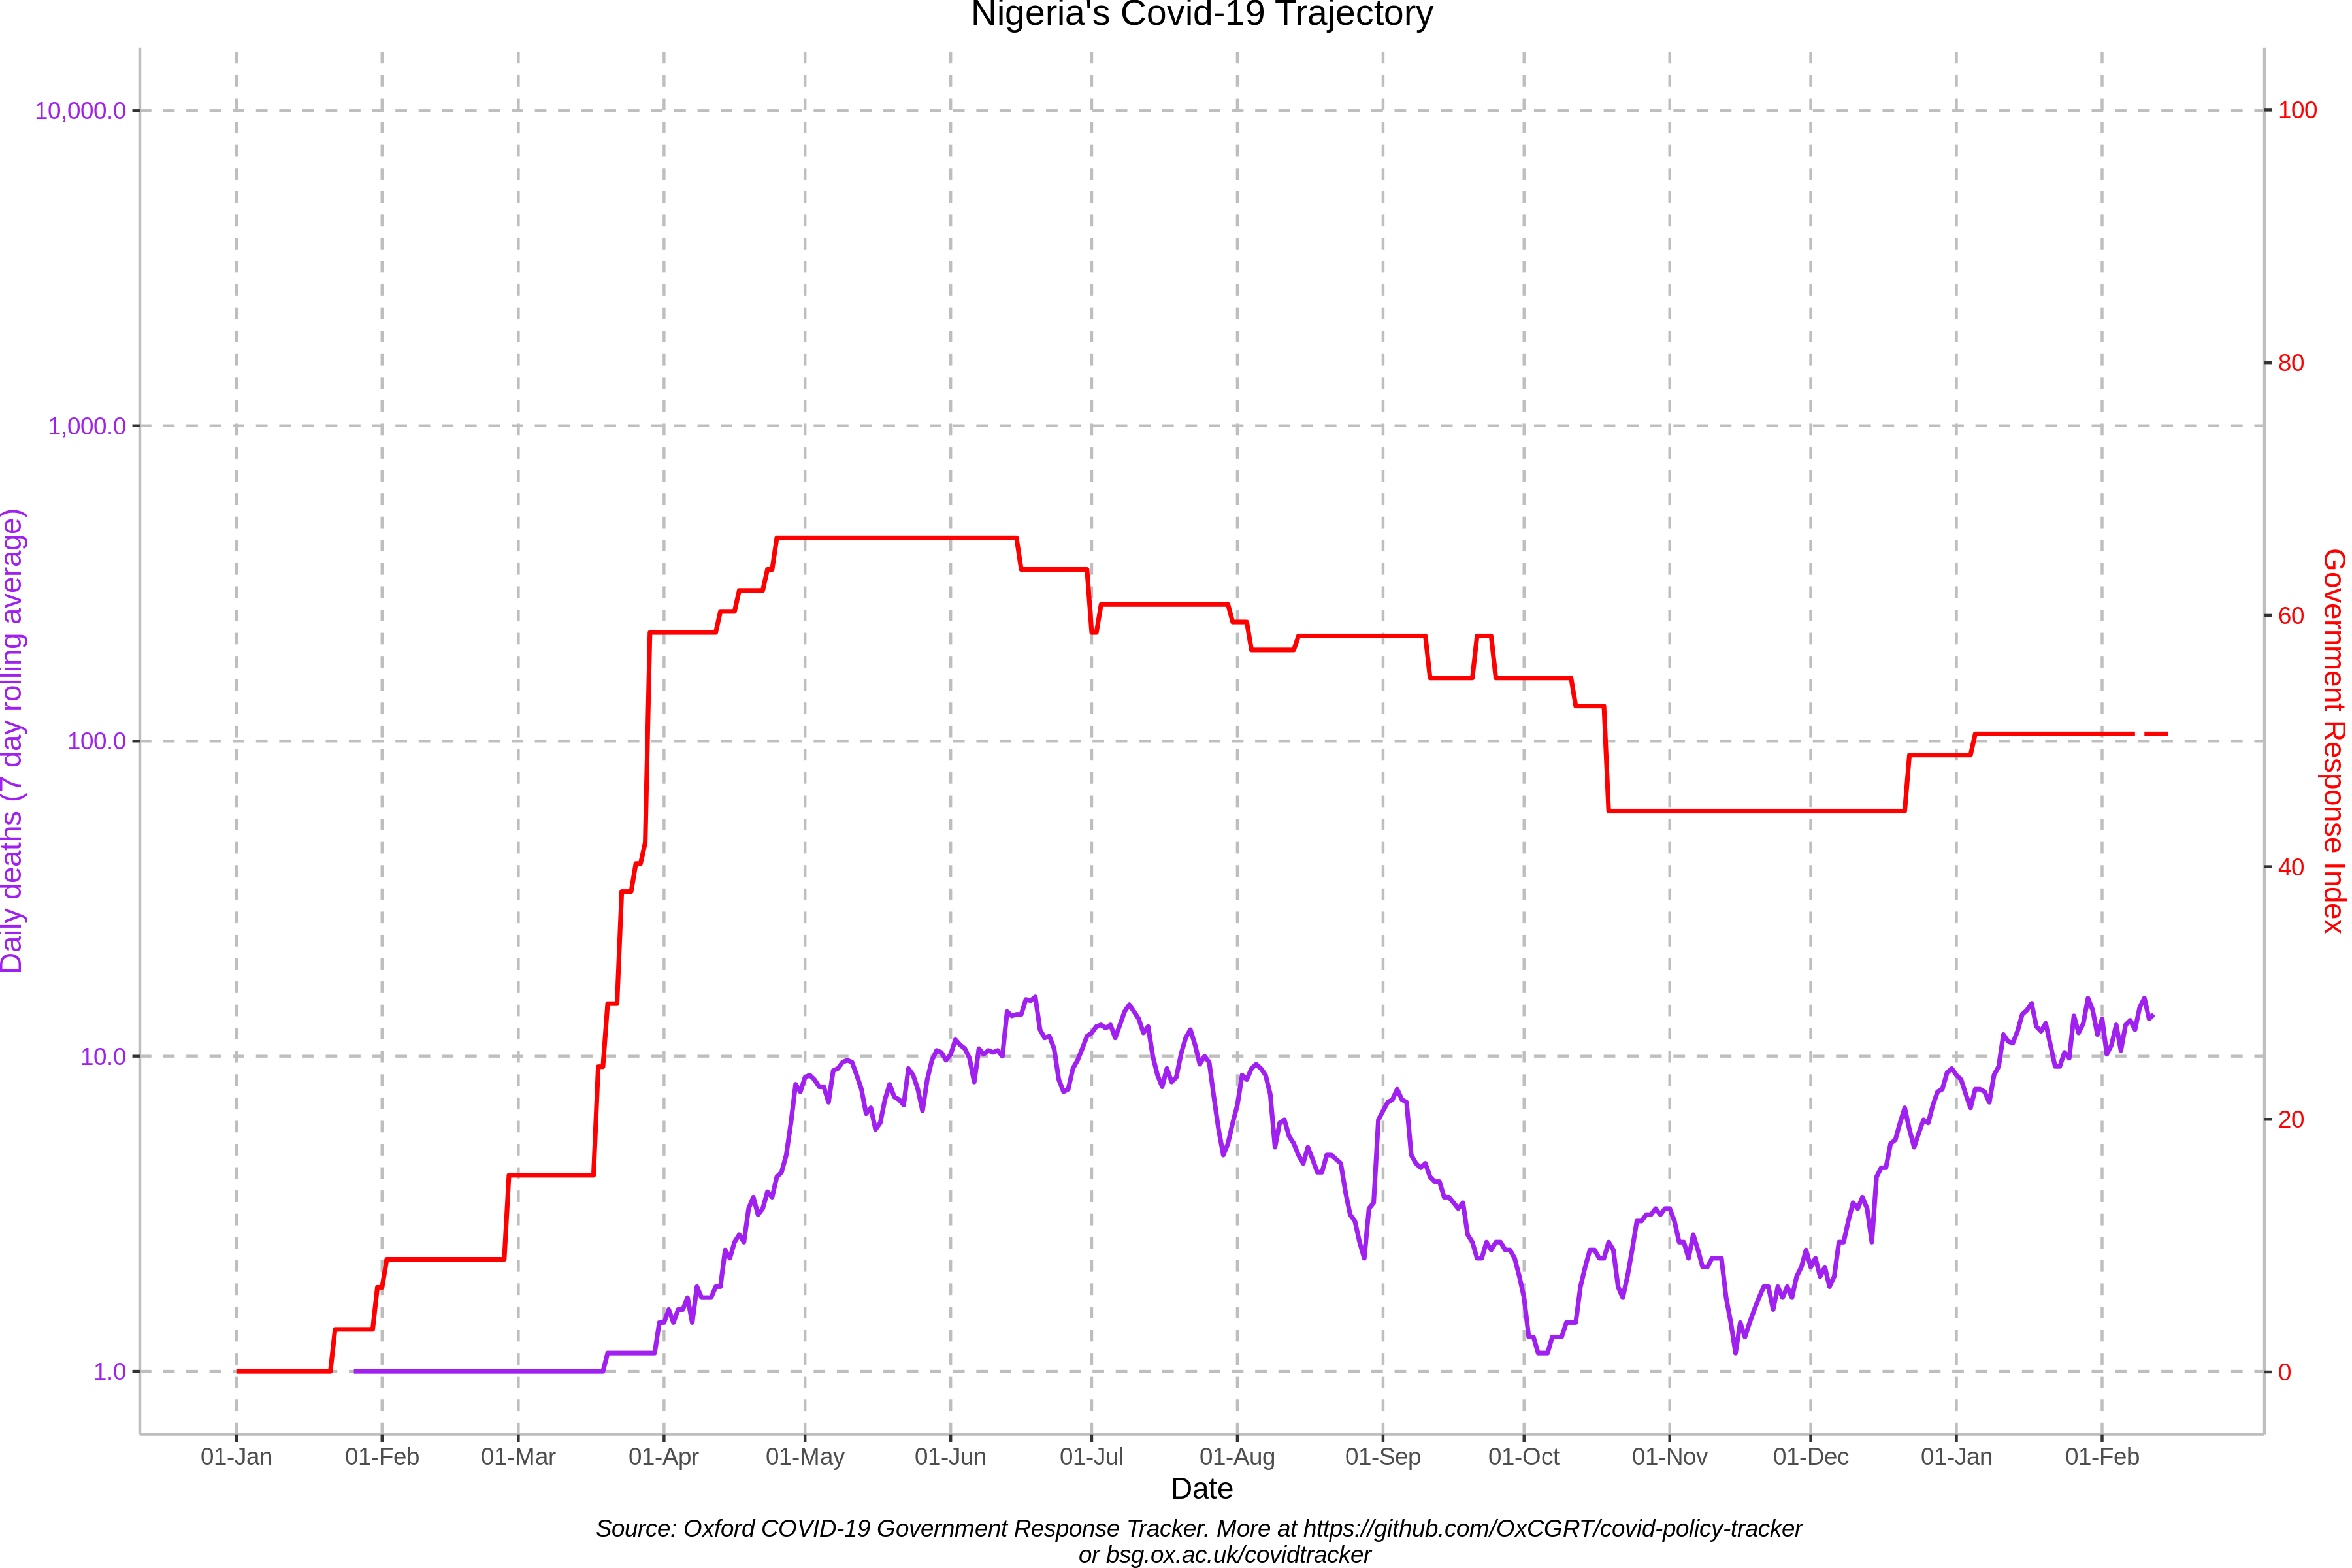 Nigeria's Covid-19 Trajectory
10,000.0
1,000.0
100.0
10.0
1.0
Daily deaths (7 day rolling average)
100
80
60
40
20
0
Government Response Index
01-Jan 01-Feb 01-Mar 01-Apr 01-May 01-Jun 01-Jul 01-Aug 01-Sep 01-Oct 01-Nov 01-Dec 01-Jan 01-Feb
Date
Source: Oxford COVID-19 Government Response Tracker. More at https://github.com/OxCGRT/covid-policy-tracker
or bsg.ox.ac.uk/covidtracker